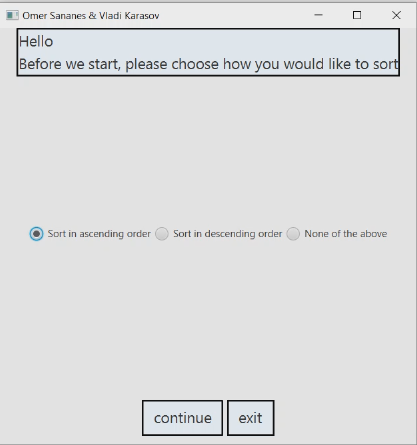 Omer Sananes & Vladi Karasov
Hello
Before we start, please choose how you would like to sort
Sort in ascending order Sort in descending order None of the above
continue exit